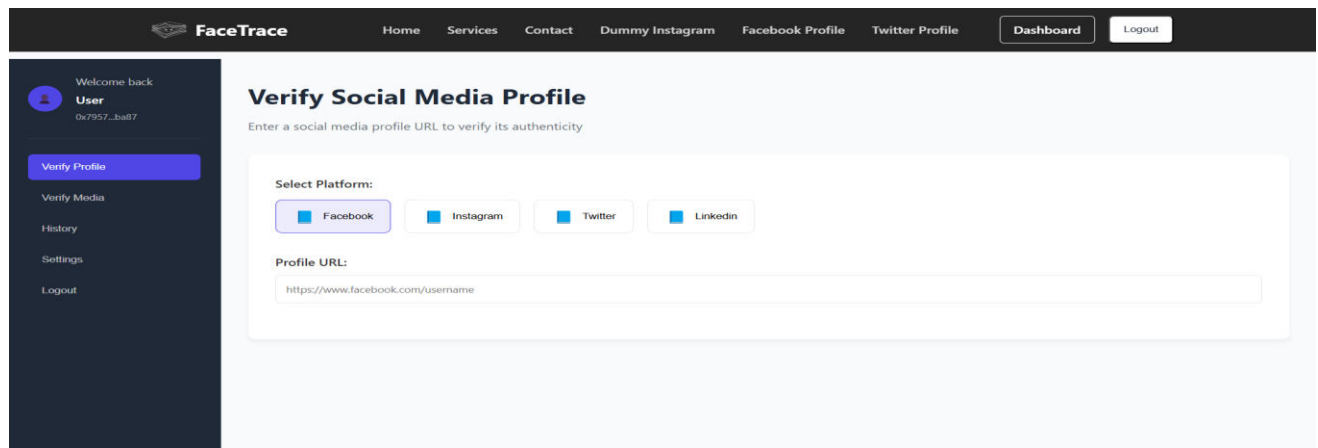 FaceTrace Home Services Contact Dummy Instagram Facebook Profile Twitter Profile Dashboard Logout
Welcome back
User
0x7957...ba87
Verify Profile
Verify Media
History
Settings
Logout
Verify Social Media Profile
Enter a social media profile URL to verify its authenticity
Select Platform:
Facebook Instagram Twitter Linkedin
Profile URL:
https://www.facebook.com/username